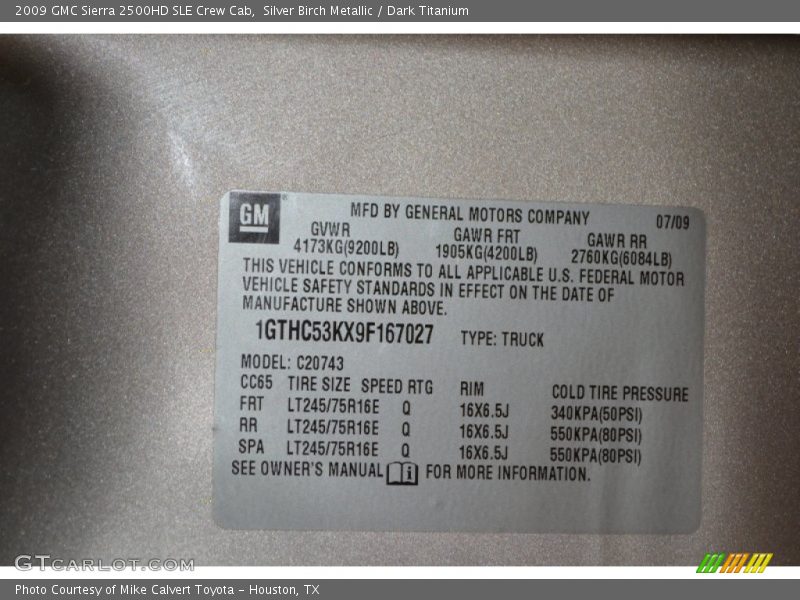 2009 GMC Sierra 2500HD SLE Crew Cab,  Silver Birch Metallic / Dark Titanium
GM ®
MFD BY GENERAL MOTORS COMPANY 07/09
GVWR GAWR FRT GAWR RR
4173KG(9200LB) 1905KG(4200LB) 2760KG(6084LB)
THIS VEHICLE CONFORMS TO ALL APPLICABLE U.S. FEDERAL MOTOR
VEHICLE SAFETY STANDARDS IN EFFECT ON THE DATE OF
MANUFACTURE SHOWN ABOVE.
1GTHC53KX9F167027 TYPE: TRUCK
MODEL: C20743
CC65 TIRE SIZE SPEED RTG RIM COLD TIRE PRESSURE
FRT LT245/75R16E Q 16X6.5J 340KPA(50PSI)
RR LT245/75R16E Q 16X6.5J 550KPA(80PSI)
SPA LT245/75R16E Q 16X6.5J 550KPA(80PSI)
SEE OWNER'S MANUAL i FOR MORE INFORMATION.
GTCARLOT.COM
Photo Courtesy of Mike Calvert Toyota - Houston, TX